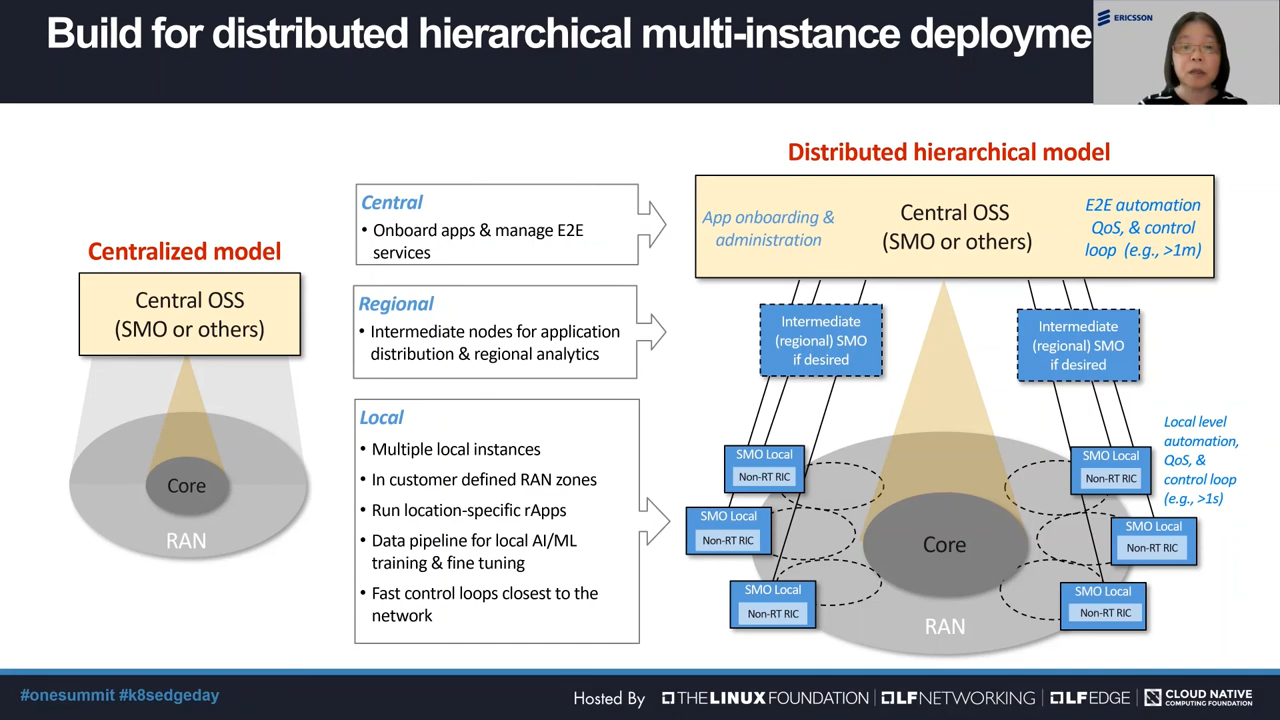 Build for distributed hierarchical multi-instance deployme
ERICSSON
Centralized model
Central OSS
(SMO or others)
Core
RAN
Central
• Onboard apps & manage E2E
services
Regional
• Intermediate nodes for application
distribution & regional analytics
Local
• Multiple local instances
• In customer defined RAN zones
• Run location-specific rApps
• Data pipeline for local AI/ML
training & fine tuning
• Fast control loops closest to the
network
Distributed hierarchical model
App onboarding &
administration
Central OSS
(SMO or others)
E2E automation
QoS, & control
loop (e.g., >1m)
Intermediate
(regional) SMO
if desired
Intermediate
(regional) SMO
if desired
SMO Local
Non-RT RIC
SMO Local
Non-RT RIC
SMO Local
Non-RT RIC
Core
RAN
SMO Local
Non-RT RIC
SMO Local
Non-RT RIC
SMO Local
Non-RT RIC
Local level
automation,
QoS, &
control loop
(e.g., >1s)
#onesummit #k8sedgeday
Hosted By
THE LINUX FOUNDATION
LF NETWORKING
LF EDGE
CLOUD NATIVE
COMPUTING FOUNDATION